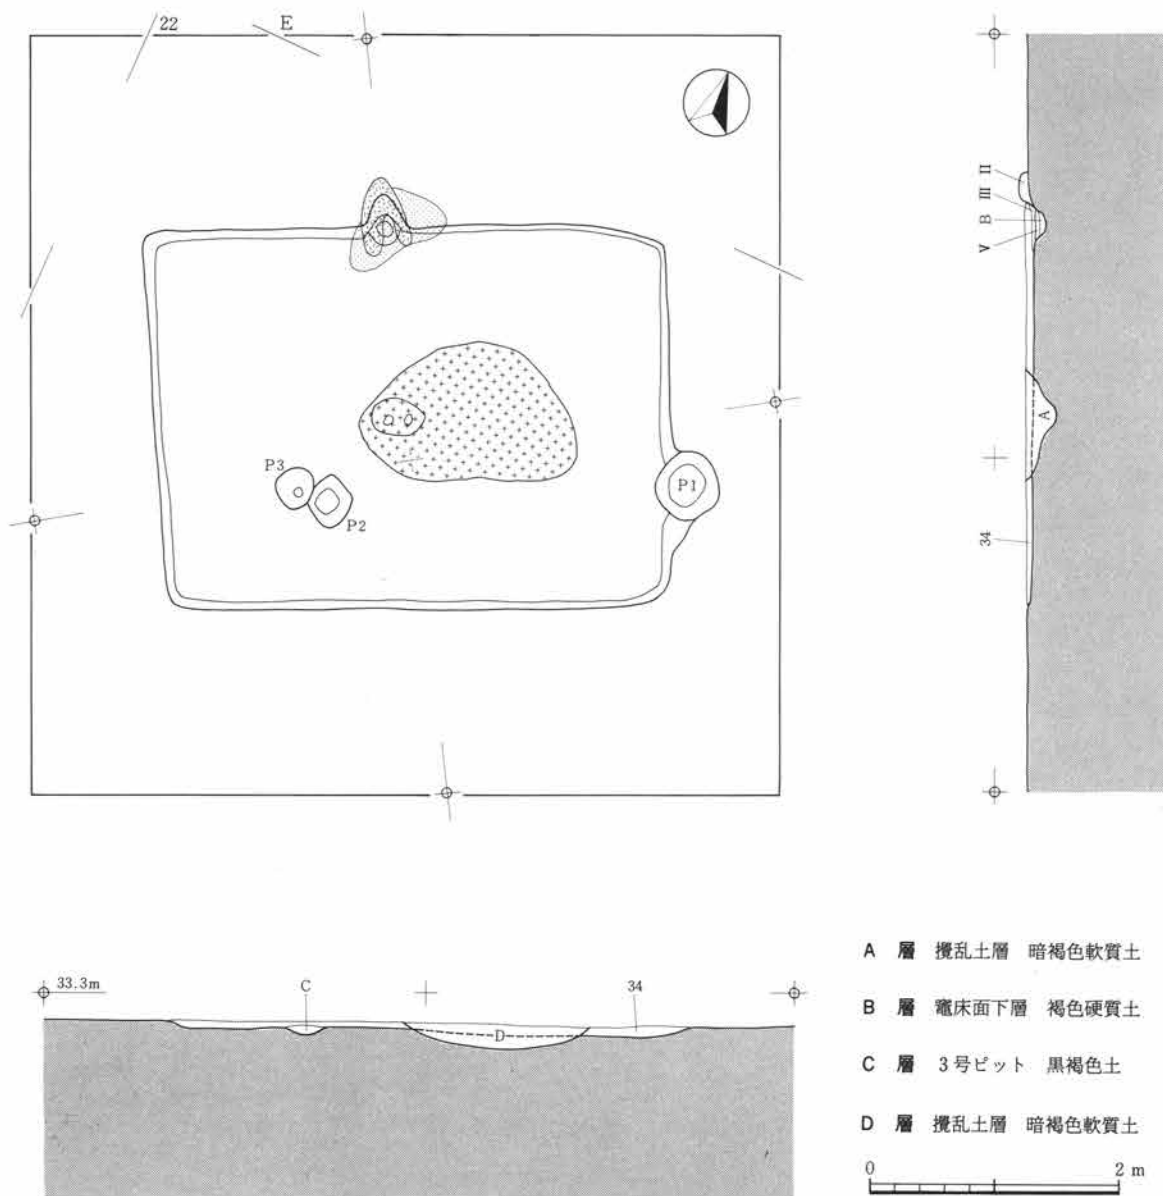 22 E
II
III
B
V
A
34
P3
P2
P1
33.3m C 34
D
A 層 攪乱土層 暗褐色軟質土
B 層 竈床面下層 褐色硬質土
C 層 3号ピット 黒褐色土
D 層 攪乱土層 暗褐色軟質土
0 2 m